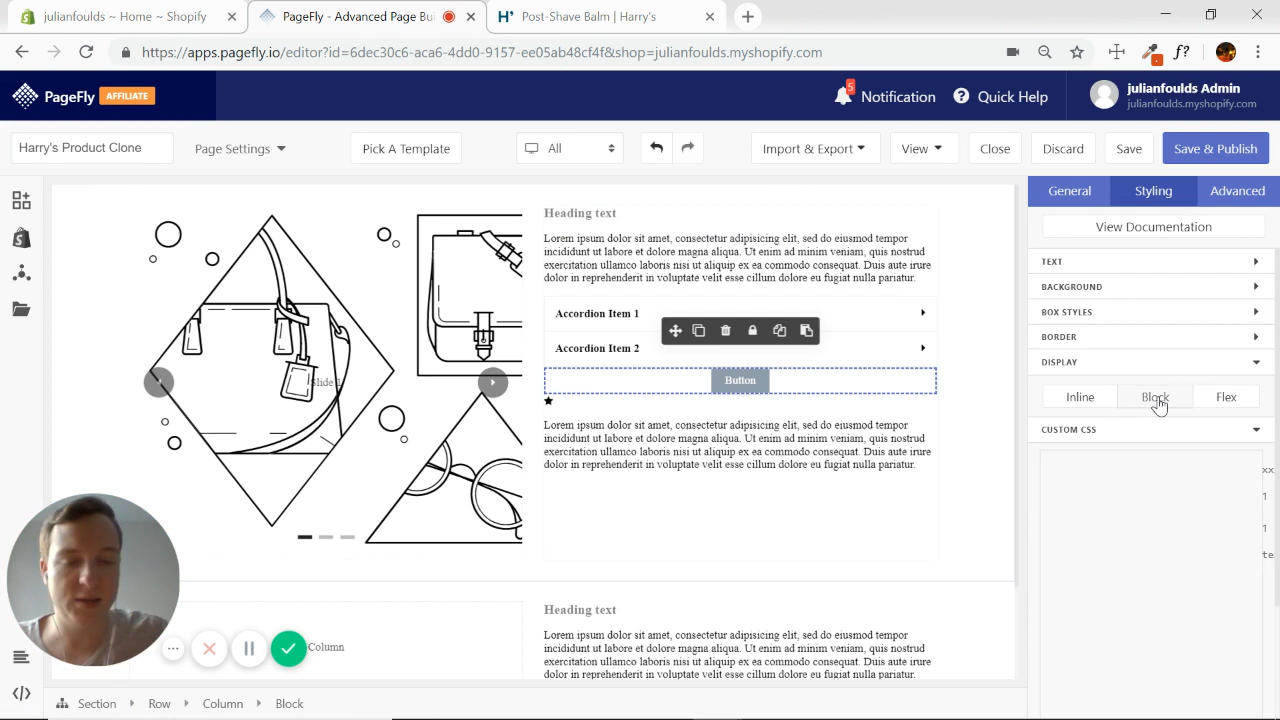 julianfoulds ~ Home ~ Shopify
PageFly - Advanced Page Bui
Post-Shave Balm | Harry's
https://apps.pagefly.io/editor?id=6dec30c6-aca6-4dd0-9157-ee05ab48cf4f&shop=julianfoulds.myshopify.com
f?
PageFly AFFILIATE
5
Notification
Quick Help
julianfoulds Admin
julianfoulds.myshopify.com
Harry's Product Clone
Page Settings
Pick A Template
All
Import & Export
View
Close
Discard
Save
Save & Publish
General
Styling
Advanced
View Documentation
TEXT
BACKGROUND
BOX STYLES
BORDER
DISPLAY
Inline
Block
Flex
CUSTOM CSS
Heading text
Lorem ipsum dolor sit amet, consectetur adipisicing elit, sed do eiusmod tempor
incididunt ut labore et dolore magna aliqua. Ut enim ad minim veniam, quis nostrud
exercitation ullamco laboris nisi ut aliquip ex ea commodo consequat. Duis aute irure
dolor in reprehenderit in voluptate velit esse cillum dolore eu fugiat nulla pariatur.
Accordion Item 1
Accordion Item 2
Button
Slide 1
Lorem ipsum dolor sit amet, consectetur adipisicing elit, sed do eiusmod tempor
incididunt ut labore et dolore magna aliqua. Ut enim ad minim veniam, quis nostrud
exercitation ullamco laboris nisi ut aliquip ex ea commodo consequat. Duis aute irure
dolor in reprehenderit in voluptate velit esse cillum dolore eu fugiat nulla pariatur.
Column
Heading text
Lorem ipsum dolor sit amet, consectetur adipisicing elit, sed do eiusmod tempor
incididunt ut labore et dolore magna aliqua. Ut enim ad minim veniam, quis nostrud
exercitation ullamco laboris nisi ut aliquip ex ea commodo consequat. Duis aute irure
dolor in reprehenderit in voluptate velit esse cillum dolore eu fugiat nulla pariatur.
Section
Row
Column
Block